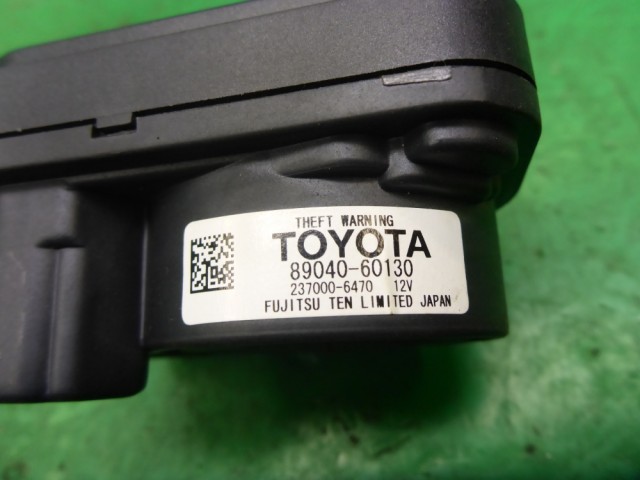 THEFT WARNING
TOYOTA
89040-60130
237000-6470 12V
FUJITSU TEN LIMITED JAPAN